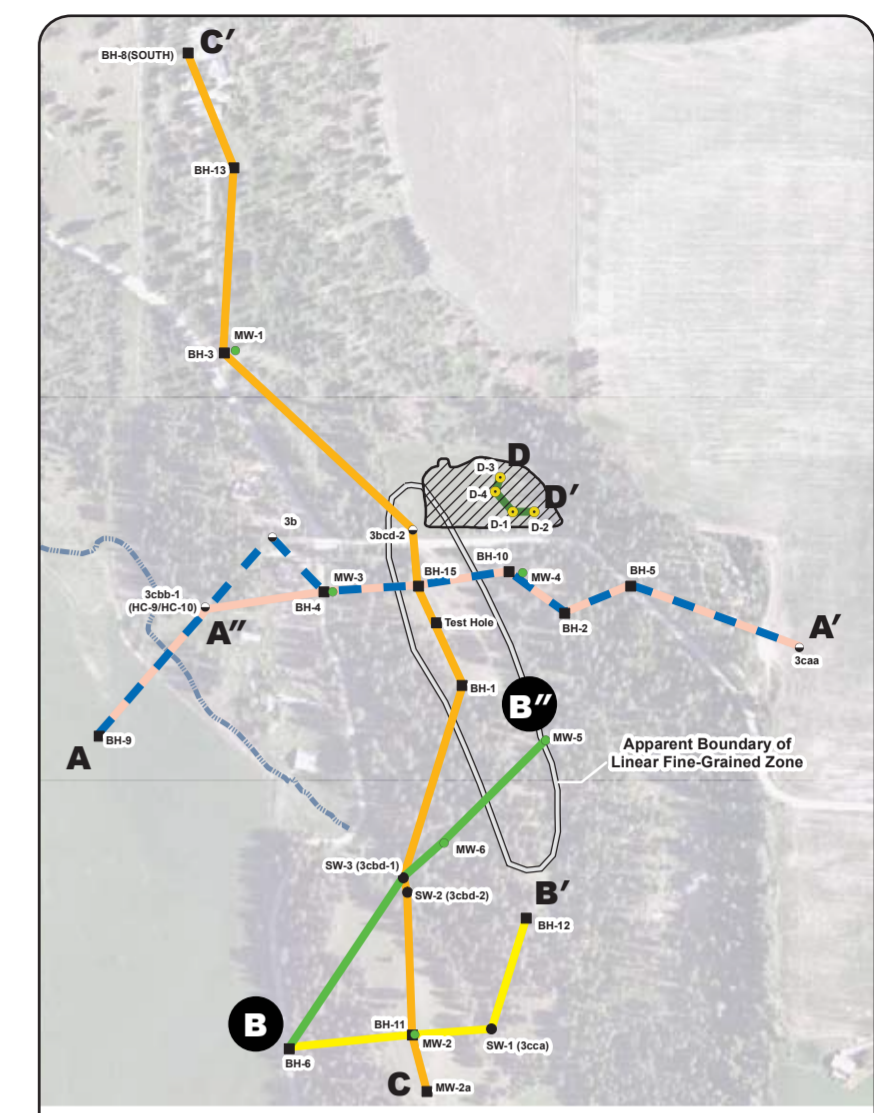 C′
BH-8(SOUTH)
BH-13
MW-1
BH-3
D
D-3
D-4
D′
D-1
D-2
3b
3bcd-2
BH-10
MW-3
BH-15
MW-4
BH-5
3cbb-1
(HC-9/HC-10)
BH-4
A″
Test Hole
BH-2
A′
3caa
BH-1
B″
A
BH-9
MW-5
Apparent Boundary of
Linear Fine-Grained Zone
MW-6
SW-3 (3cbd-1)
SW-2 (3cbd-2)
B′
BH-12
B
BH-11
MW-2
SW-1 (3cca)
BH-6
C
MW-2a